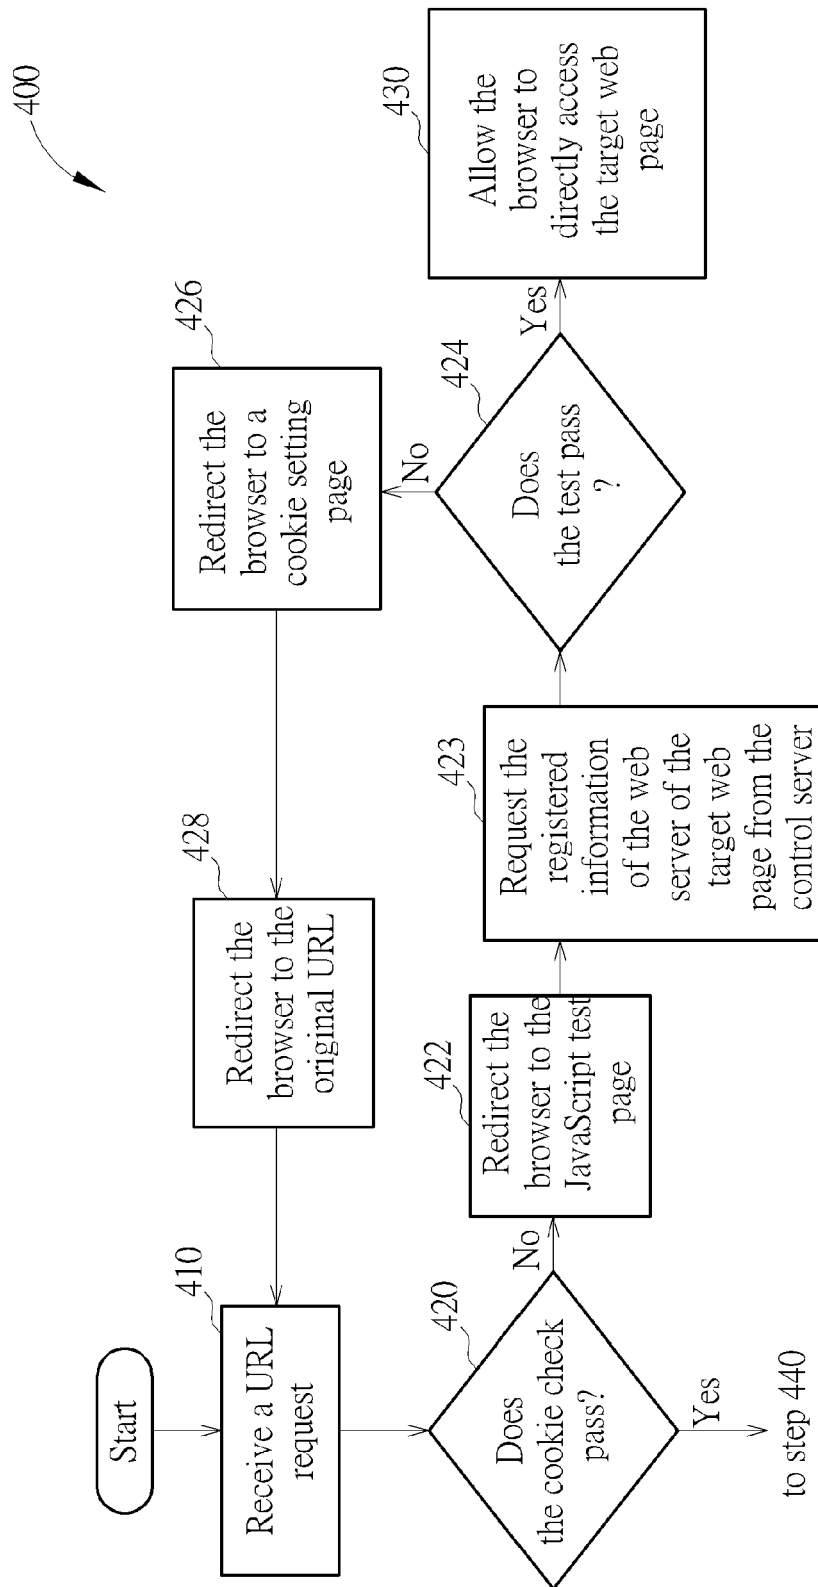 400
Start
410
Receive a URL
request
420
Does
the cookie check
pass?
No
Yes
to step 440
422
Redirect the
browser to the
JavaScript test
page
423
Request the
registered
information
of the web
server of the
target web
page from the
control server
424
Does
the test pass
?
No
Yes
426
Redirect the
browser to a
cookie setting
page
428
Redirect the
browser to the
original URL
430
Allow the
browser to
directly access
the target web
page